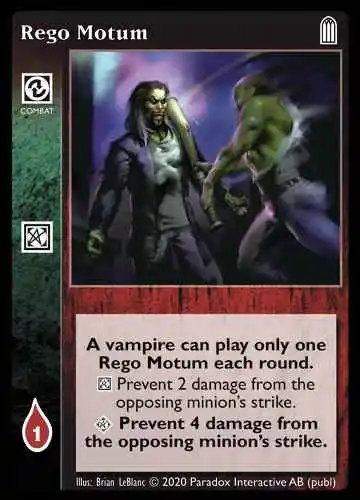 Rego Motum
COMBAT
A vampire can play only one
Rego Motum each round.
Prevent 2 damage from the
opposing minion's strike.
Prevent 4 damage from
the opposing minion's strike.
1
Illus: Brian LeBlanc © 2020 Paradox Interactive AB (publ)